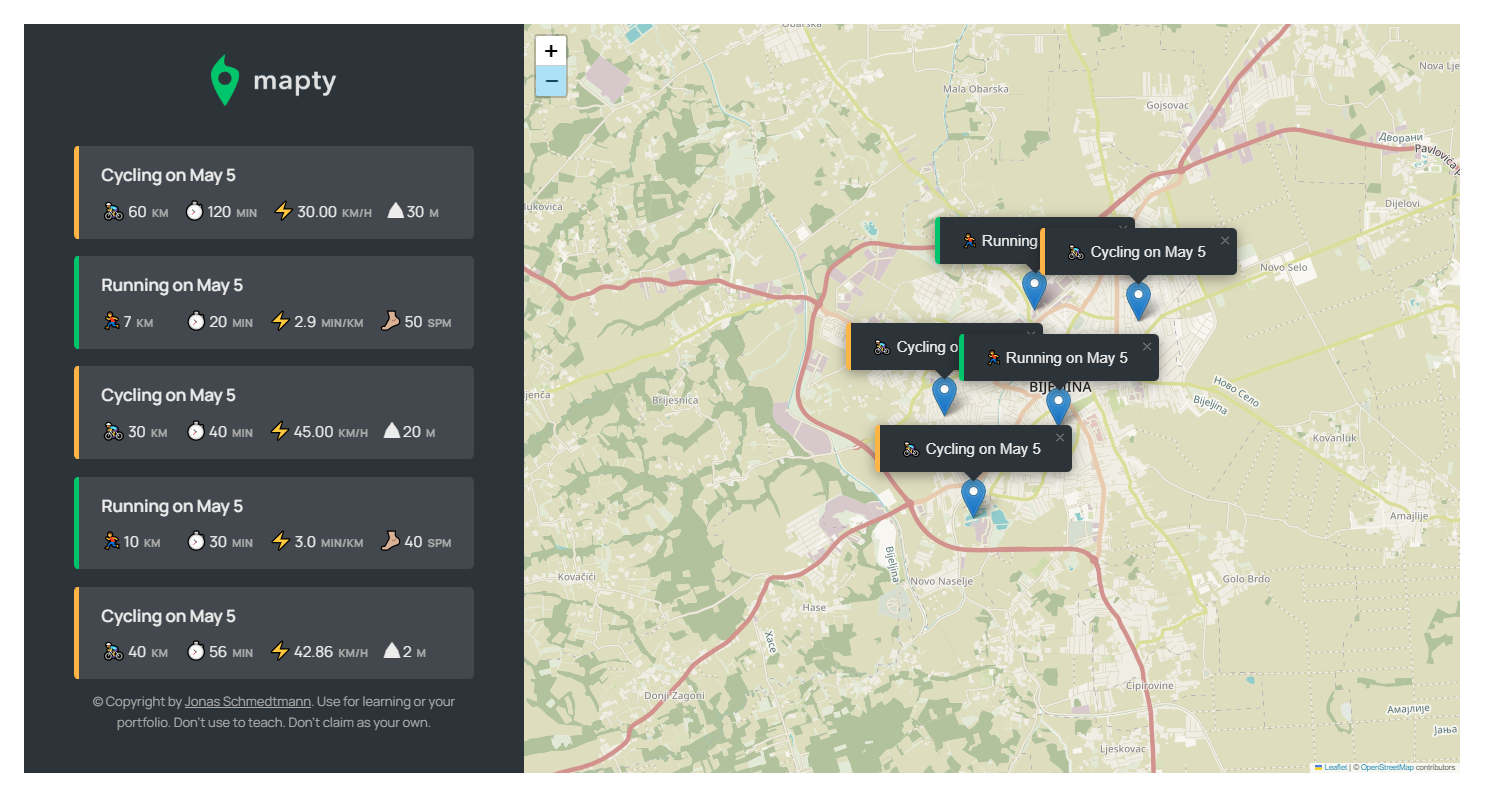 mapty
Cycling on May 5
60 KM 120 MIN 30.00 KM/H 30 M
Running on May 5
7 KM 20 MIN 2.9 MIN/KM 50 SPM
Cycling on May 5
30 KM 40 MIN 45.00 KM/H 20 M
Running on May 5
10 KM 30 MIN 3.0 MIN/KM 40 SPM
Cycling on May 5
40 KM 56 MIN 42.86 KM/H 2 M
© Copyright by Jonas Schmedtmann. Use for learning or your
portfolio. Don't use to teach. Don't claim as your own.
+
−
Mala Obarska
Gojsovac
Nova Lje
Дворани
Pavlovića
Dijelovi
Bukovica
Running
×
Cycling on May 5
×
Novo Selo
Cycling o
×
Running on May 5
×
BIJELJINA
Ново Село
Bijeljina
Brijesnica
Kovanluk
Cycling on May 5
×
Amajlije
Bijeljina
Kovačići
Novo Naselje
Golo Brdo
Hase
Xace
Donji Zagoni
Ćipirovine
Амајлије
Јања
Ljeskovac
Leaflet | © OpenStreetMap contributors